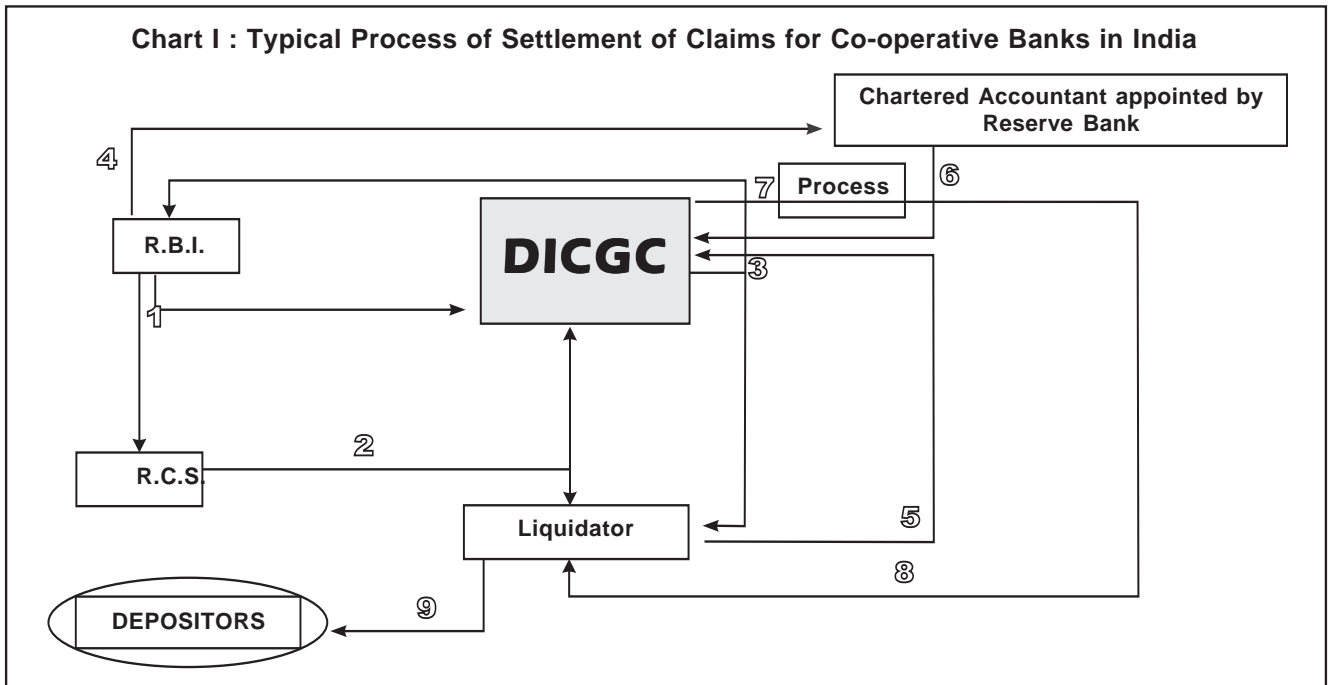 Chart I : Typical Process of Settlement of Claims for Co-operative Banks in India
Chartered Accountant appointed by
Reserve Bank
4
6
7
Process
R.B.I.
DICGC
3
1
2
R.C.S.
Liquidator
5
8
9
DEPOSITORS